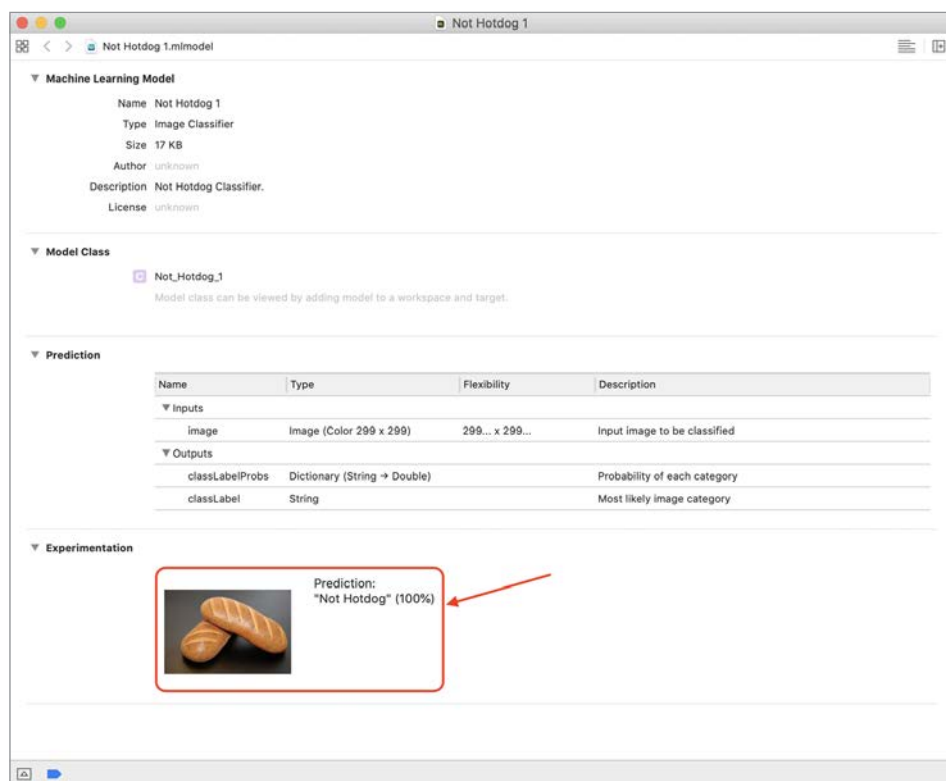 Not Hotdog 1
Not Hotdog 1.mlmodel
Machine Learning Model
Name Not Hotdog 1
Type Image Classifier
Size 17 KB
Author unknown
Description Not Hotdog Classifier.
License unknown
Model Class
C Not_Hotdog_1
Model class can be viewed by adding model to a workspace and target.
Prediction
Name Type Flexibility Description
Inputs
image Image (Color 299 x 299) 299... x 299... Input image to be classified
Outputs
classLabelProbs Dictionary (String → Double) Probability of each category
classLabel String Most likely image category
Experimentation
Prediction:
"Not Hotdog" (100%)